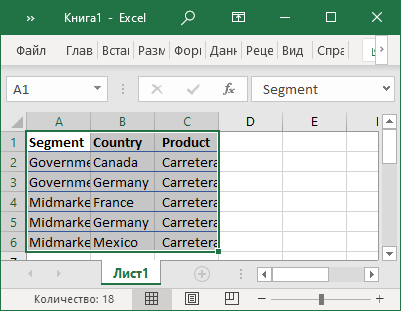 » Книга1 - Excel
Файл Глав Встан Разм Форм Данн Реце Вид Спра
A1 fx Segment
A B C D E
1 Segment Country Product
2 Governme Canada Carretera
3 Governme Germany Carretera
4 Midmarke France Carretera
5 Midmarke Germany Carretera
6 Midmarke Mexico Carretera
Лист1
Количество: 18